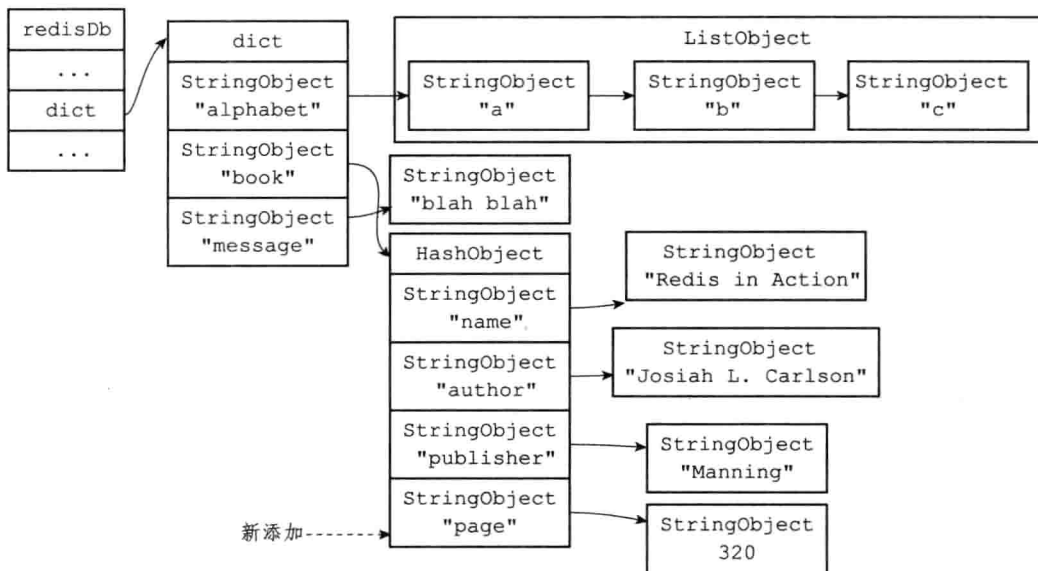 redisDb
...
dict
...
dict
StringObject
"alphabet"
StringObject
"book"
StringObject
"message"
ListObject
StringObject
"a"
StringObject
"b"
StringObject
"c"
StringObject
"blah blah"
HashObject
StringObject
"name"
StringObject
"author"
StringObject
"publisher"
StringObject
"page"
StringObject
"Redis in Action"
StringObject
"Josiah L. Carlson"
StringObject
"Manning"
StringObject
320
新添加